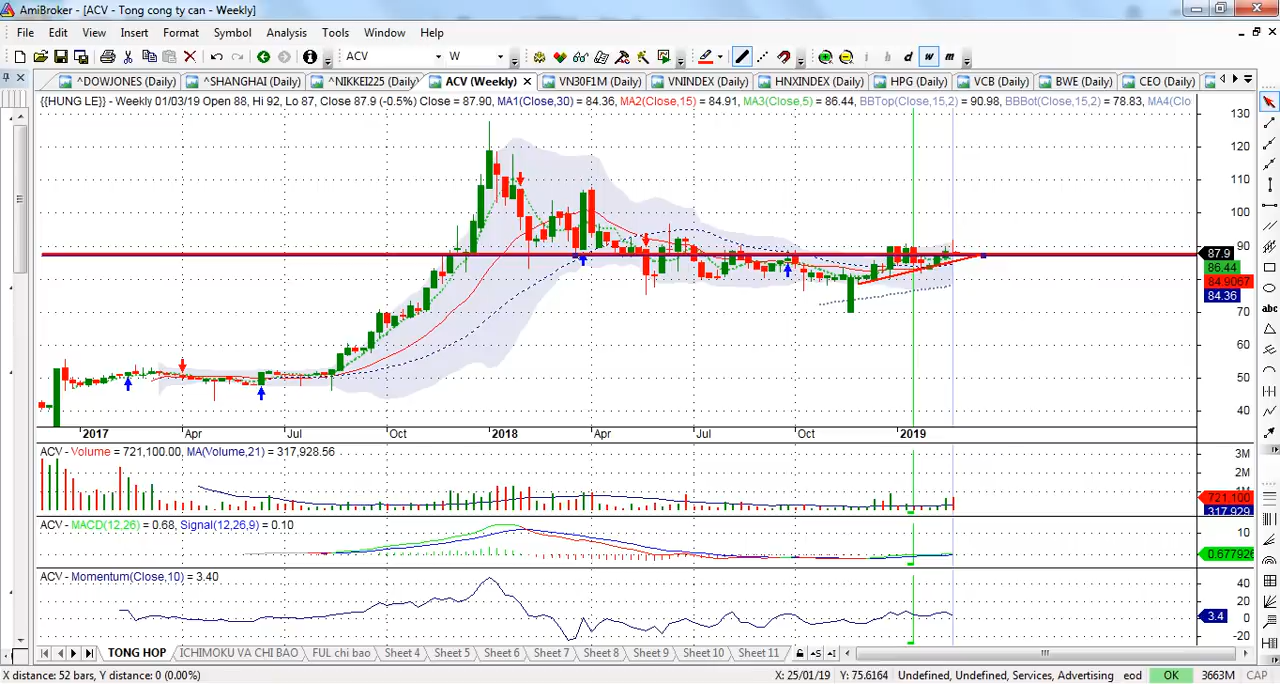 AmiBroker - [ACV - Tong cong ty can - Weekly]
File Edit View Insert Format Symbol Analysis Tools Window Help
ACV W i h d w m
^DOWJONES (Daily) ^SHANGHAI (Daily) ^NIKKEI225 (Daily) ACV (Weekly) VN30F1M (Daily) VNINDEX (Daily) HNXINDEX (Daily) HPG (Daily) VCB (Daily) BWE (Daily) CEO (Daily)
{{HUNG LE}} - Weekly 01/03/19 Open 88, Hi 92, Lo 87, Close 87.9 (-0.5%) Close = 87.90, MA1(Close,30) = 84.36, MA2(Close,15) = 84.91, MA3(Close,5) = 86.44, BBTop(Close,15,2) = 90.98, BBBot(Close,15,2) = 78.83, MA4(Clo
130
120
110
100
90
87.9
86.44
84.9067
84.36
70
60
50
40
abc
2017 Apr Jul Oct 2018 Apr Jul Oct 2019
ACV - Volume = 721,100.00, MA(Volume,21) = 317,928.56
3M
2M
721,100
317,929
ACV - MACD(12,26) = 0.68, Signal(12,26,9) = 0.10
10
0.677926
ACV - Momentum(Close,10) = 3.40
40
20
3.4
-20
TONG HOP ICHIMOKU VA CHI BAO FUL chi bao Sheet 4 Sheet 5 Sheet 6 Sheet 7 Sheet 8 Sheet 9 Sheet 10 Sheet 11
X distance: 52 bars, Y distance: 0 (0.00%) X: 25/01/19 Y: 75.6164 Undefined, Undefined, Services, Advertising eod OK 3663M CAP